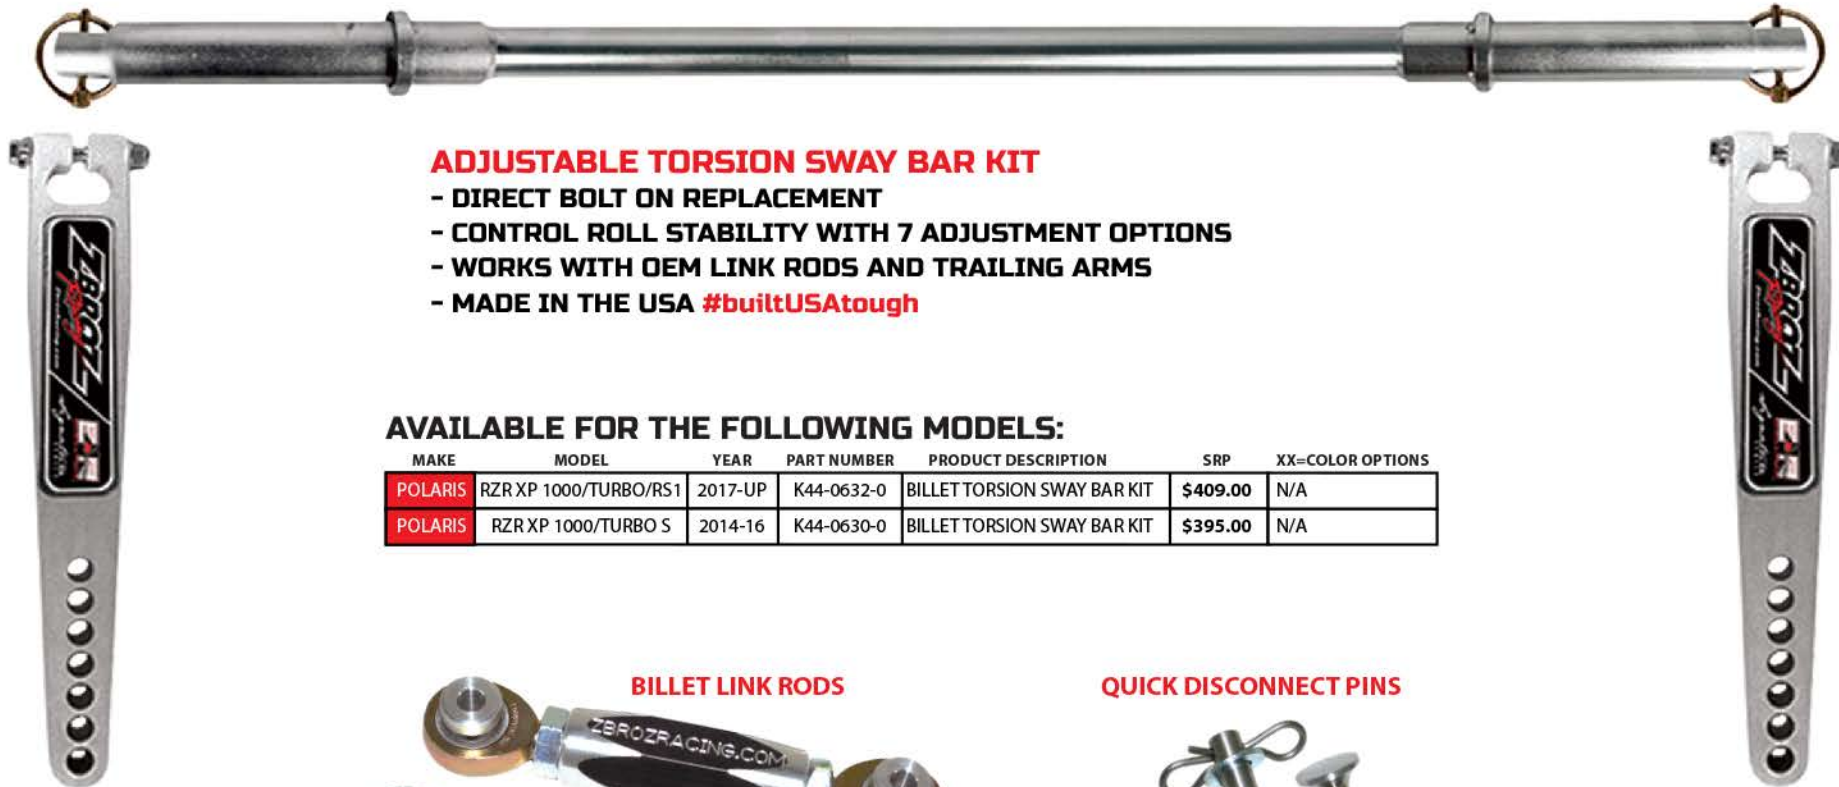 ADJUSTABLE TORSION SWAY BAR KIT
- DIRECT BOLT ON REPLACEMENT
- CONTROL ROLL STABILITY WITH 7 ADJUSTMENT OPTIONS
- WORKS WITH OEM LINK RODS AND TRAILING ARMS
- MADE IN THE USA #builtUSAtough
ZBROZ
ZBROZ
AVAILABLE FOR THE FOLLOWING MODELS:
MAKE MODEL YEAR PART NUMBER PRODUCT DESCRIPTION SRP XX=COLOR OPTIONS
POLARIS RZR XP 1000/TURBO/RS1 2017-UP K44-0632-0 BILLET TORSION SWAY BAR KIT $409.00 N/A
POLARIS RZR XP 1000/TURBO S 2014-16 K44-0630-0 BILLET TORSION SWAY BAR KIT $395.00 N/A
BILLET LINK RODS
QUICK DISCONNECT PINS
ZBROZRACING.COM